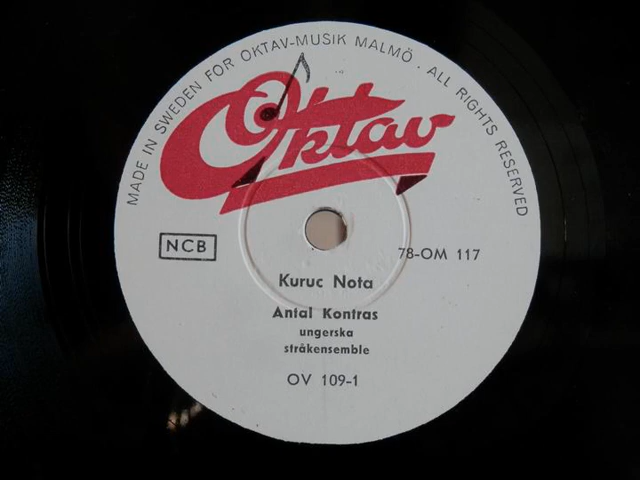 MADE IN SWEDEN FOR OKTAV-MUSIK MALMÖ . ALL RIGHTS RESERVED
Oktav
NCB
78-OM 117
Kuruc Nota
Antal Kontras
ungerska
stråkensemble
OV 109-1